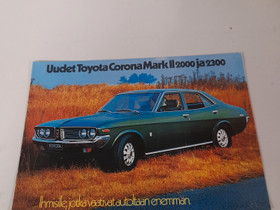 Uudet Toyota Corona Mark II 2000 ja 2300
Ihmisille, jotka vaativat autoltaan enemmän.